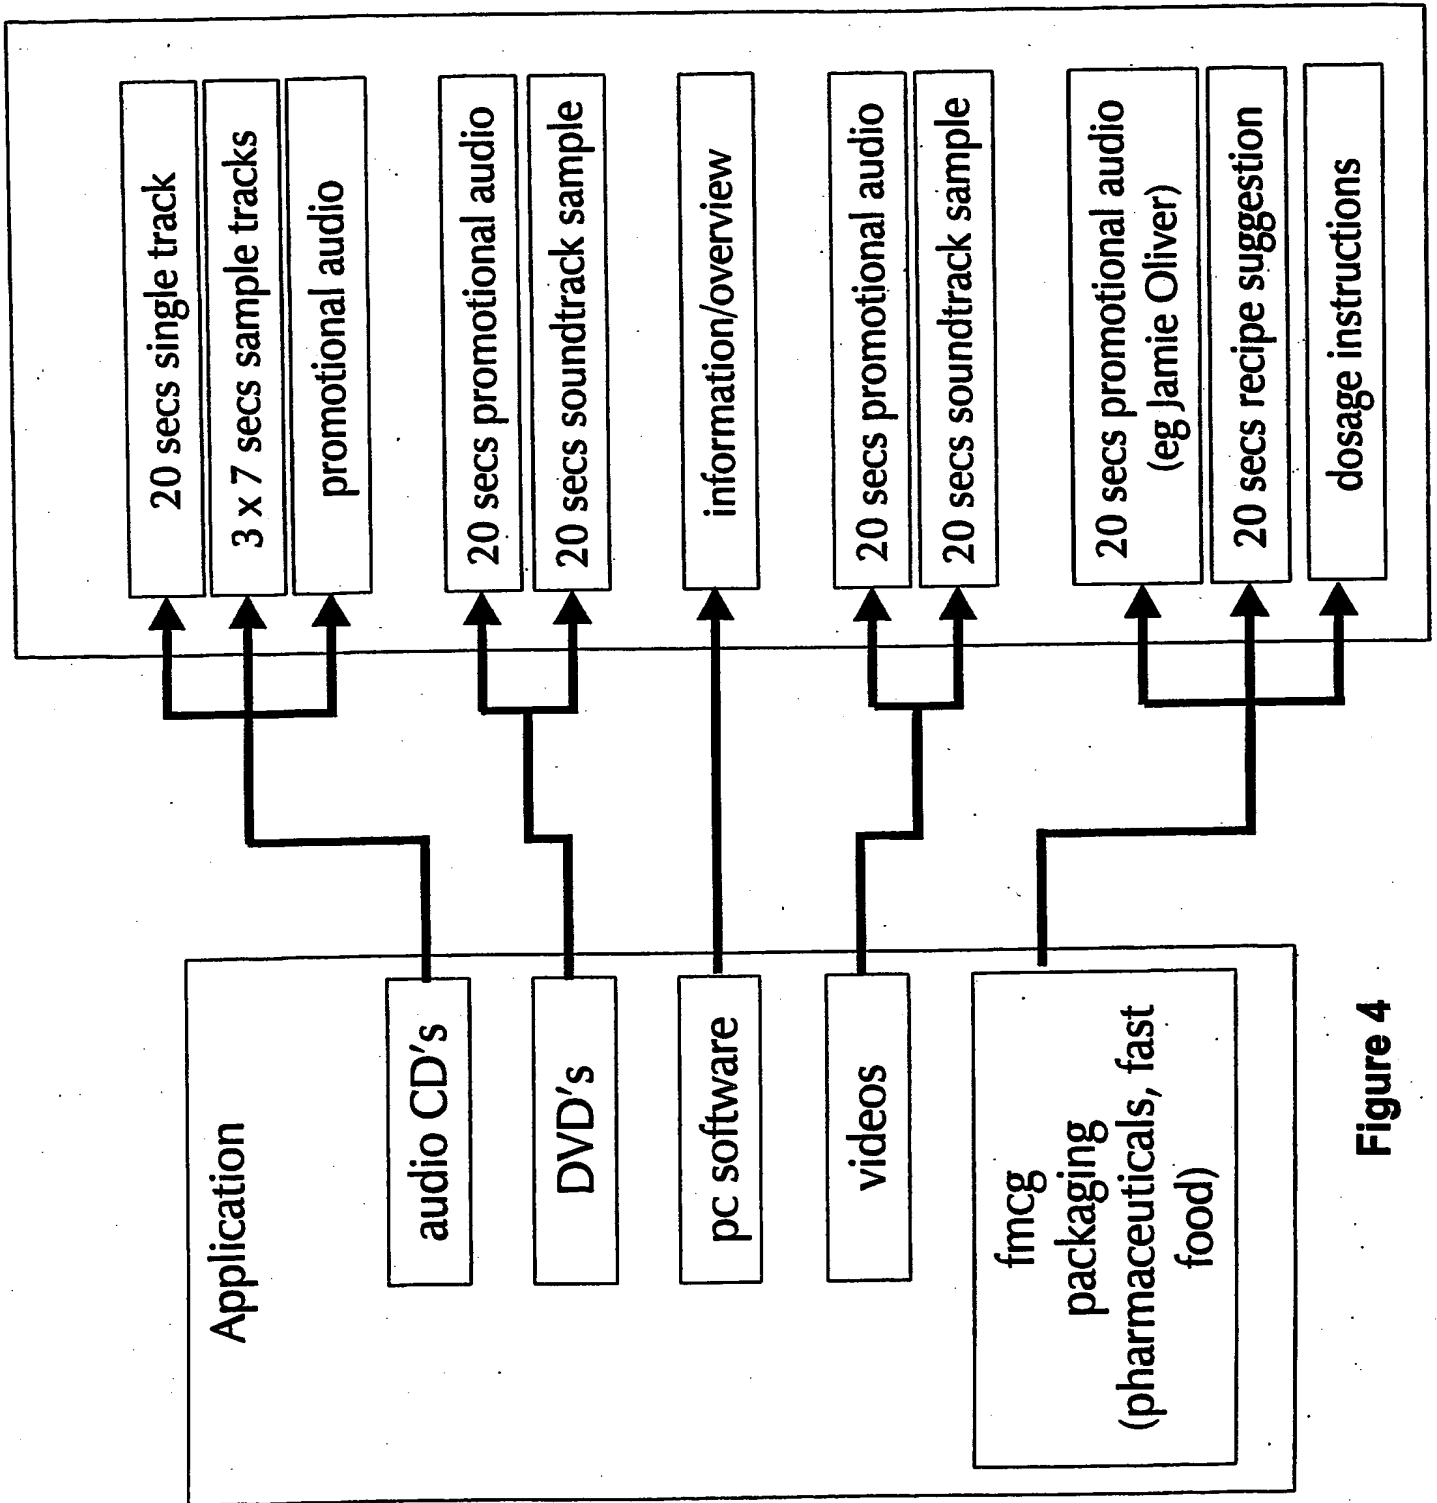 Application
audio CD's
DVD's
pc software
videos
fmcg
packaging
(pharmaceuticals, fast
food)
20 secs single track
3 x 7 secs sample tracks
promotional audio
20 secs promotional audio
20 secs soundtrack sample
information/overview
20 secs promotional audio
20 secs soundtrack sample
20 secs promotional audio
(eg Jamie Oliver)
20 secs recipe suggestion
dosage instructions
Figure 4